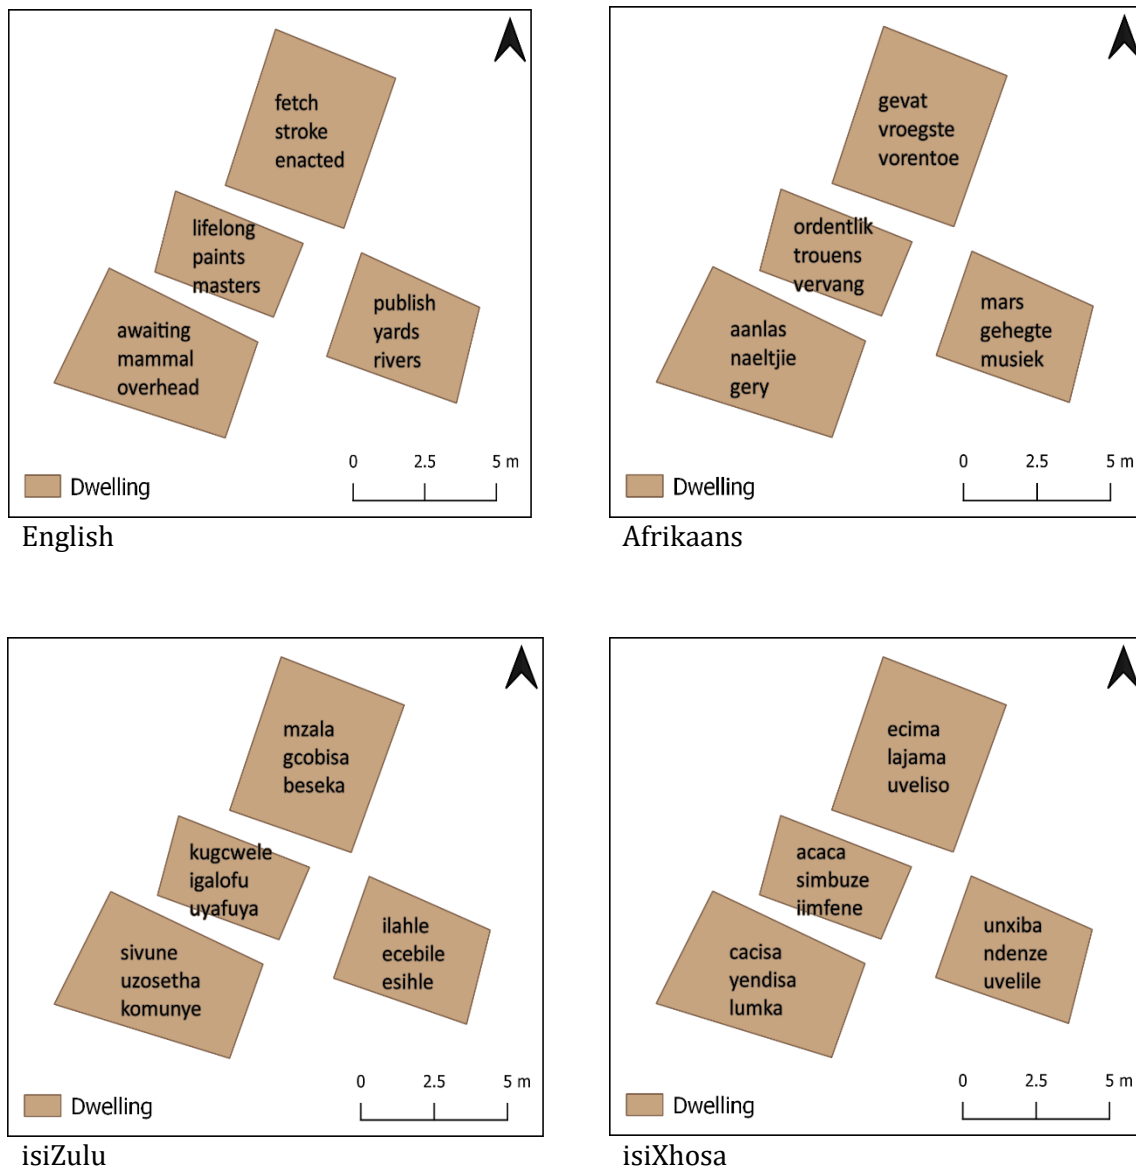 fetch
stroke
enacted
lifelong
paints
masters
publish
yards
rivers
awaiting
mammal
overhead
0 2.5 5 m
Dwelling
English
gevat
vroegste
vorentoe
ordentlik
trouens
vervang
mars
gehegte
musiek
aanlas
naeltjie
gery
0 2.5 5 m
Dwelling
Afrikaans
mzala
gcobisa
beseka
kugcwele
igalofu
uyafuya
ilahle
ecebile
esihle
sivune
uzosetha
komunye
0 2.5 5 m
Dwelling
isiZulu
ecima
lajama
uveliso
acaca
simbuze
iimfene
unxiba
ndenze
uvelile
cacisa
yendisa
lumka
0 2.5 5 m
Dwelling
isiXhosa